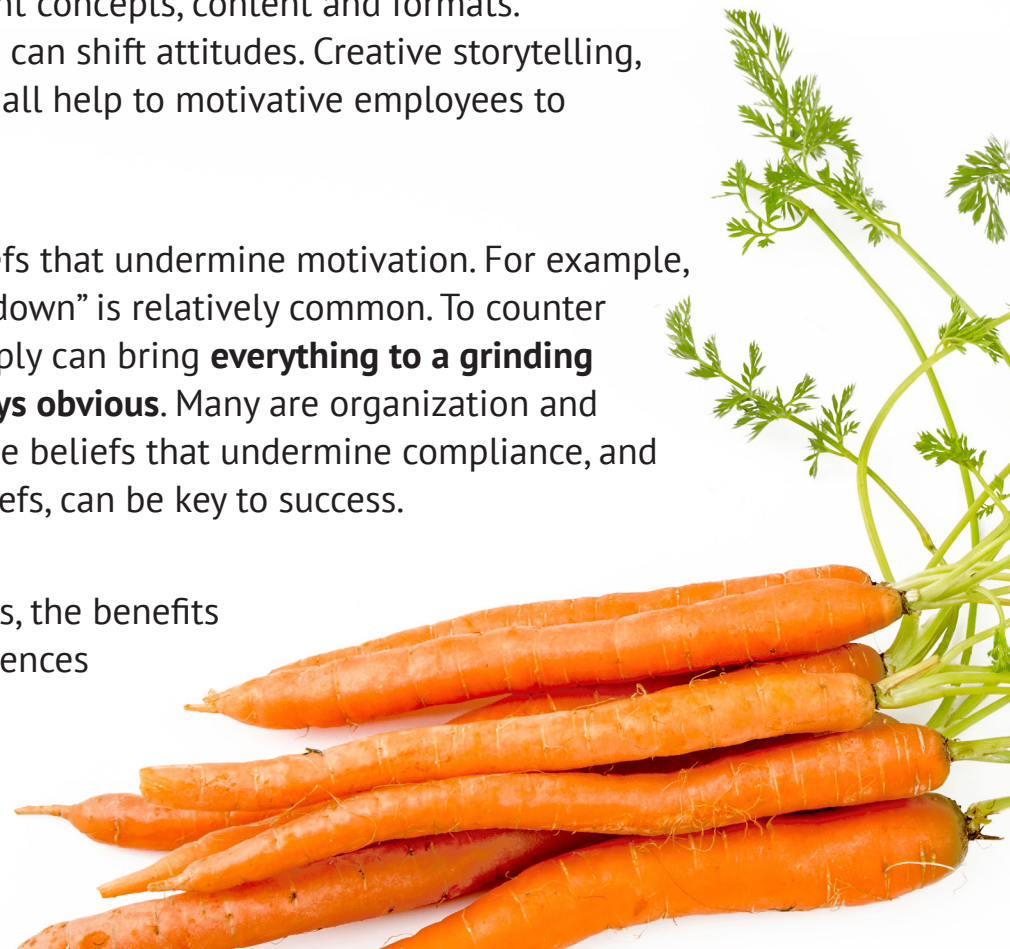 nt concepts, content and formats.
can shift attitudes. Creative storytelling,
all help to motivative employees to
efs that undermine motivation. For example,
down” is relatively common. To counter
ply can bring everything to a grinding
ys obvious. Many are organization and
e beliefs that undermine compliance, and
efs, can be key to success.
s, the benefits
ences